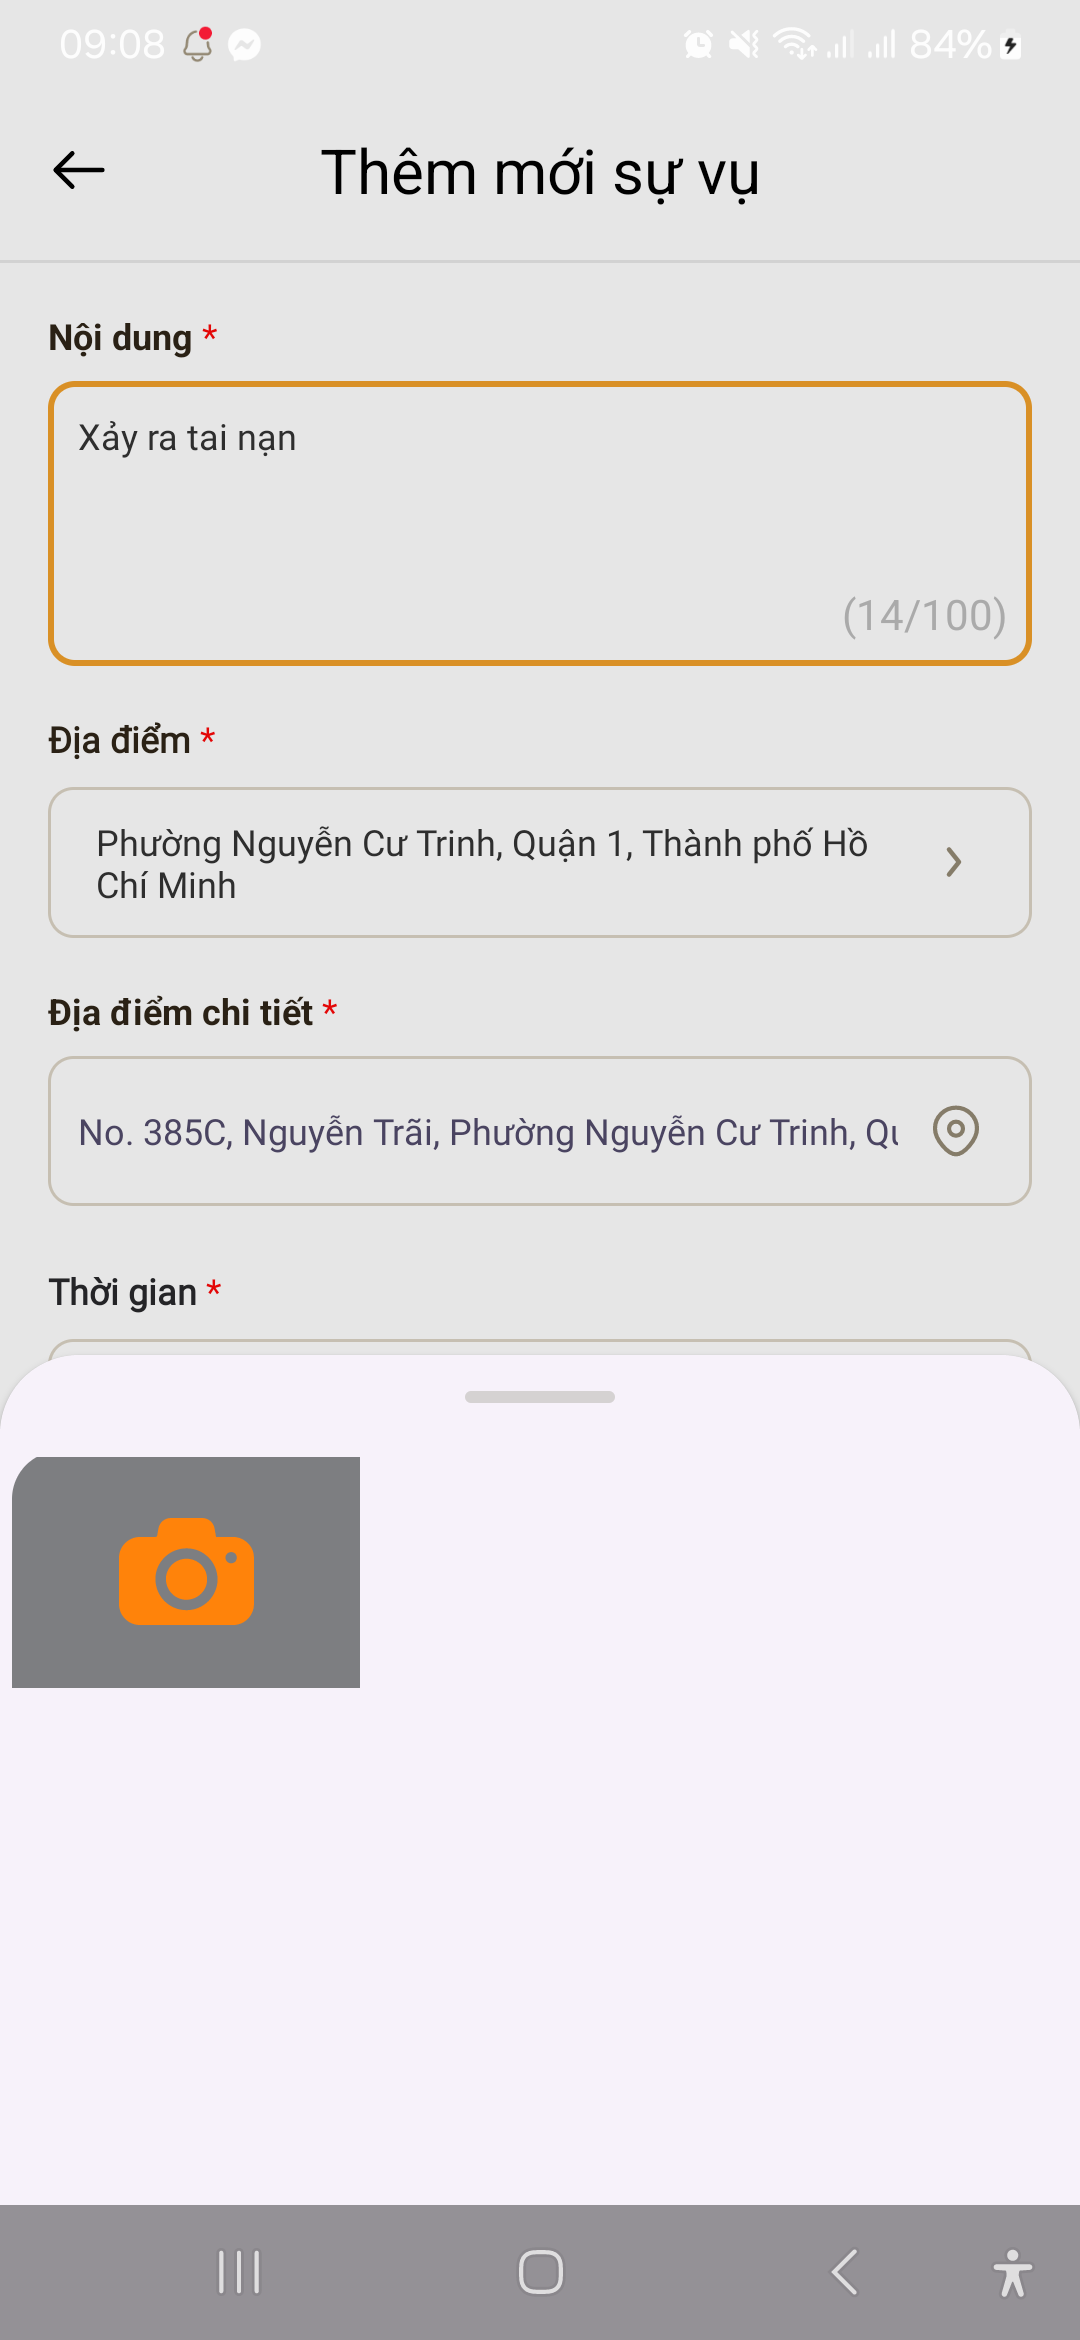 09:08
84%
Thêm mới sự vụ
Nội dung *
Xảy ra tai nạn
(14/100)
Địa điểm *
Phường Nguyễn Cư Trinh, Quận 1, Thành phố Hồ
Chí Minh
Địa điểm chi tiết *
No. 385C, Nguyễn Trãi, Phường Nguyễn Cư Trinh, Qu
Thời gian *